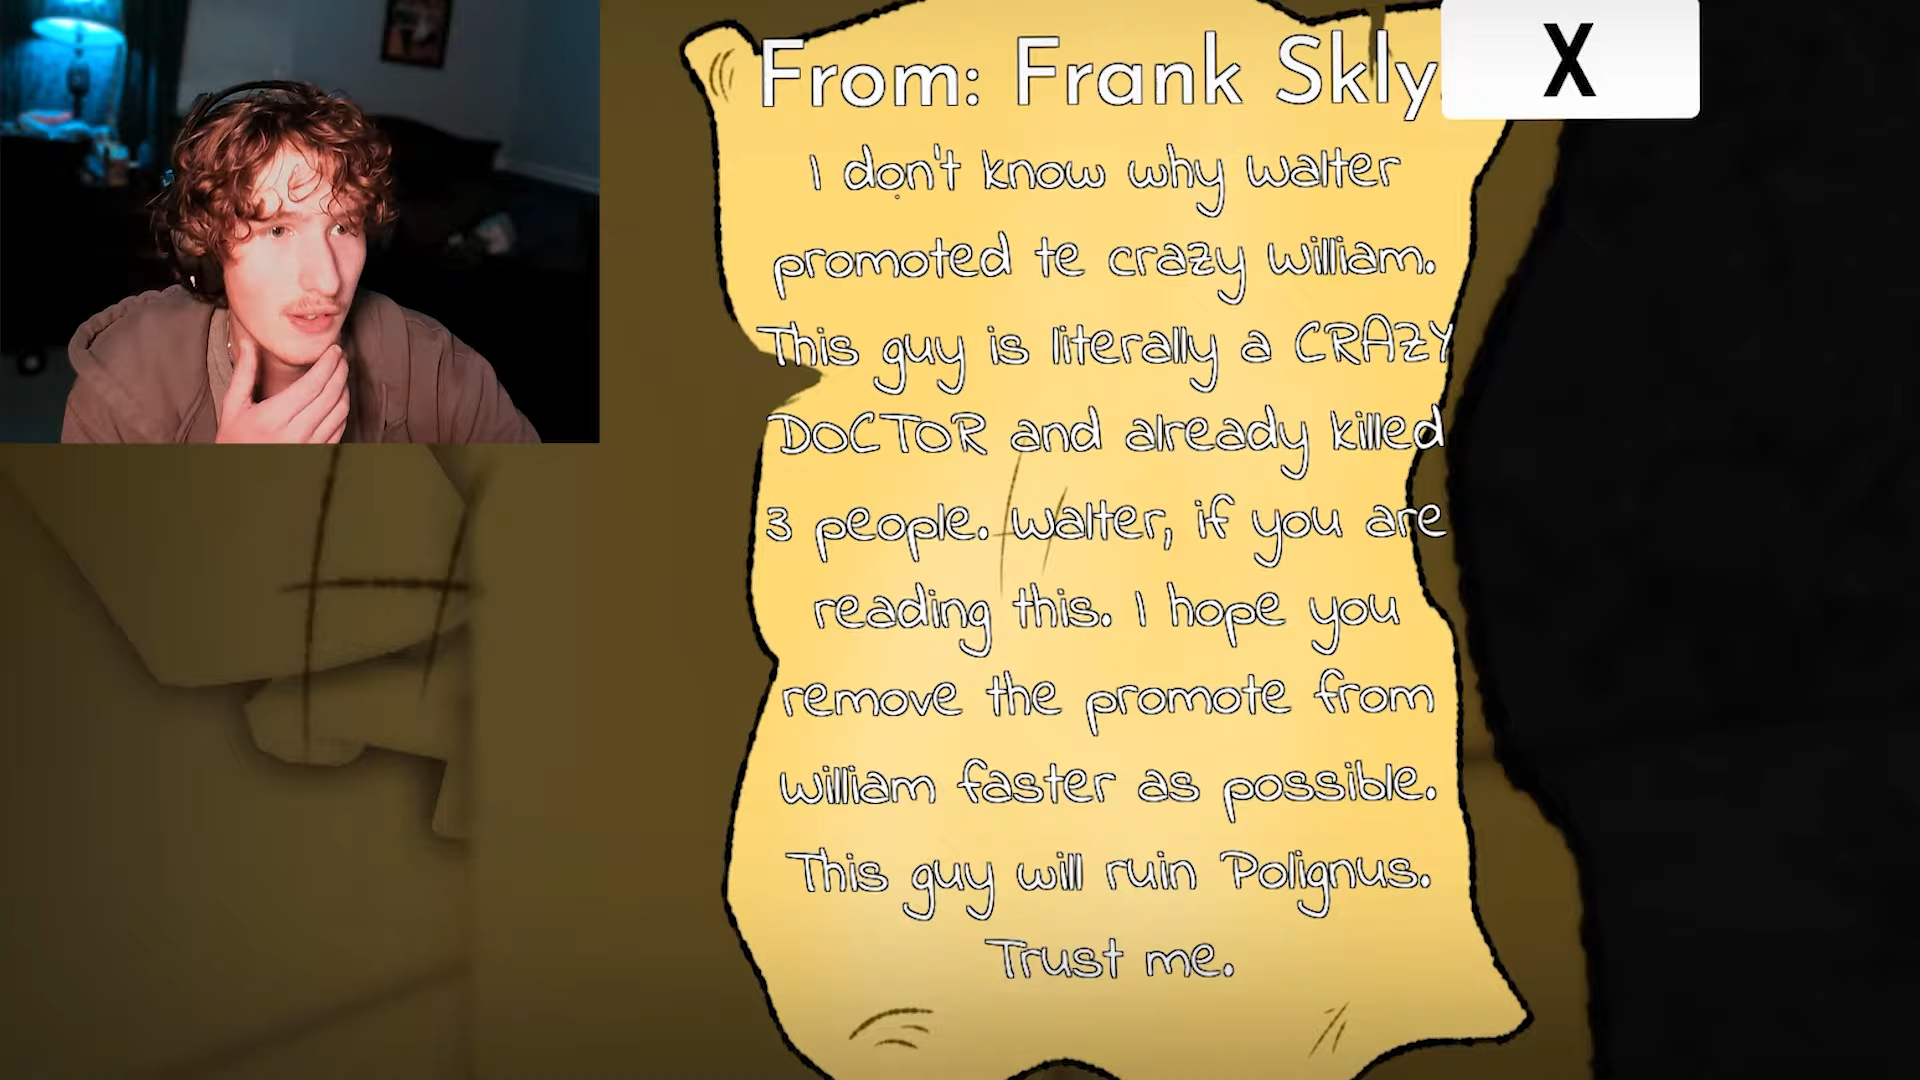 From: Frank Skly
X
I don't know why Walter
promoted te crazy William.
This guy is literally a CRAZY
DOCTOR and already killed
3 people. Walter, if you are
reading this. I hope you
remove the promote from
William faster as possible.
This guy will ruin Polignus.
Trust me.